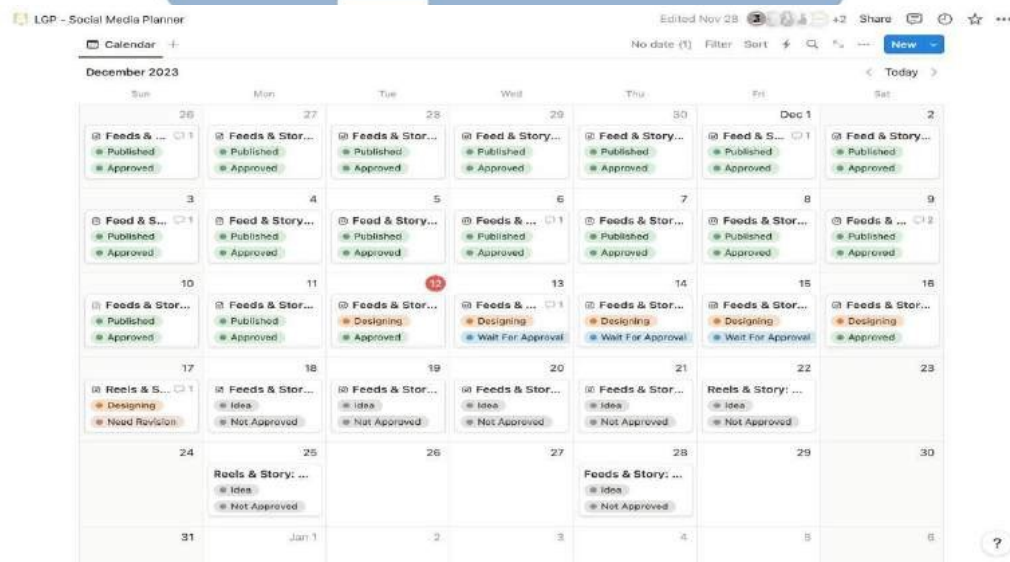 LGP - Social Media Planner
Edited Nov 28
+2 Share
Calendar +
No date (1) Filter Sort
New
December 2023
Today
Sun Mon Tue Wed Thu Fri Sat
26 27 28 29 30 Dec 1 2
Feeds & ... 1 Feeds & Stor... Feeds & Stor... Feed & Story... Feed & Story... Feed & S... 1 Feed & Story...
Published Published Published Published Published Published Published
Approved Approved Approved Approved Approved Approved Approved
3 4 5 6 7 8 9
Feed & S... 1 Feed & Story... Feed & Story... Feeds & ... 1 Feeds & Stor... Feeds & Stor... Feeds & ... 2
Published Published Published Published Published Published Published
Approved Approved Approved Approved Approved Approved Approved
10 11 12 13 14 15 16
Feeds & Stor... Feeds & Stor... Feeds & Stor... Feeds & ... 1 Feeds & Stor... Feeds & Stor... Feeds & Stor...
Published Published Designing Designing Designing Designing Designing
Approved Approved Approved Wait For Approval Wait For Approval Wait For Approval Approved
17 18 19 20 21 22 23
Reels & S... 1 Feeds & Stor... Feeds & Stor... Feeds & Stor... Feeds & Stor... Reels & Story: ...
Designing Idea Idea Idea Idea Idea
Need Revision Not Approved Not Approved Not Approved Not Approved Not Approved
24 25 26 27 28 29 30
Reels & Story: ... Feeds & Story: ...
Idea Idea
Not Approved Not Approved
31 Jan 1 2 3 4 5 6
?